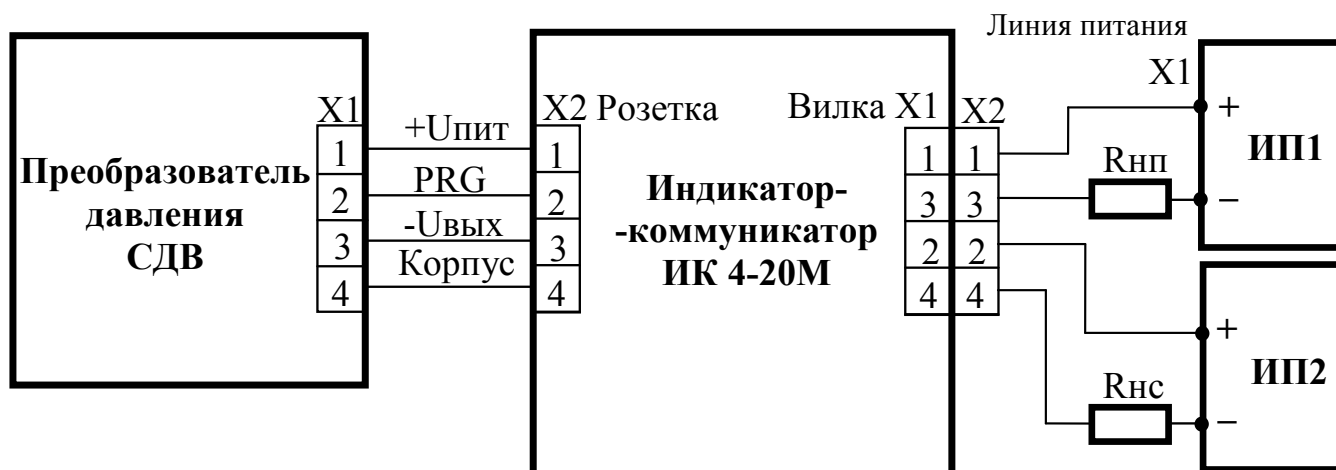 Линия питания
X1
X2 Розетка
Вилка X1
X2
X1
Преобразователь
давления
СДВ
1
2
3
4
+Uпит
PRG
-Uвых
Корпус
1
2
3
4
Индикатор-
-коммуникатор
ИК 4-20М
1
3
2
4
1
3
2
4
Rнп
+
ИП1
−
Rнс
+
ИП2
−